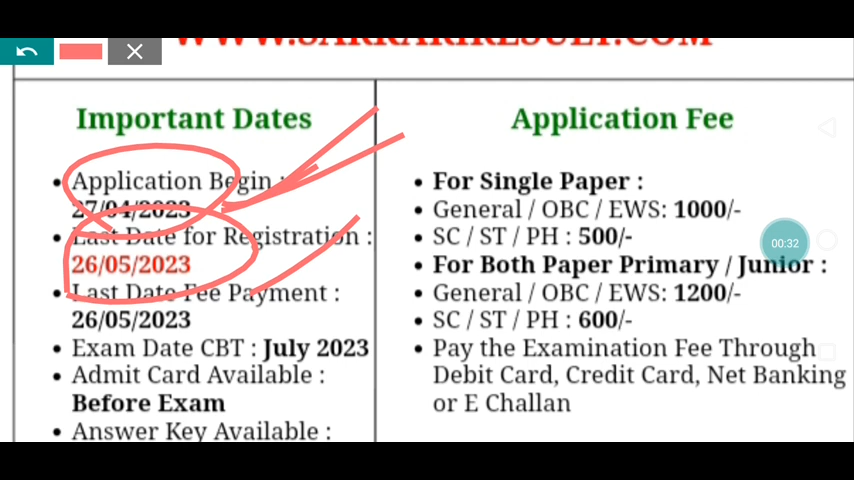 WWW.SARKARIRESULT.COM
Important Dates
Application Begin :
27/04/2023
Last Date for Registration :
26/05/2023
Last Date Fee Payment :
26/05/2023
Exam Date CBT : July 2023
Admit Card Available :
Before Exam
Answer Key Available :
Application Fee
For Single Paper :
General / OBC / EWS: 1000/-
SC / ST / PH : 500/-
For Both Paper Primary / Junior :
General / OBC / EWS: 1200/-
SC / ST / PH : 600/-
Pay the Examination Fee Through
Debit Card, Credit Card, Net Banking
or E Challan
00:32